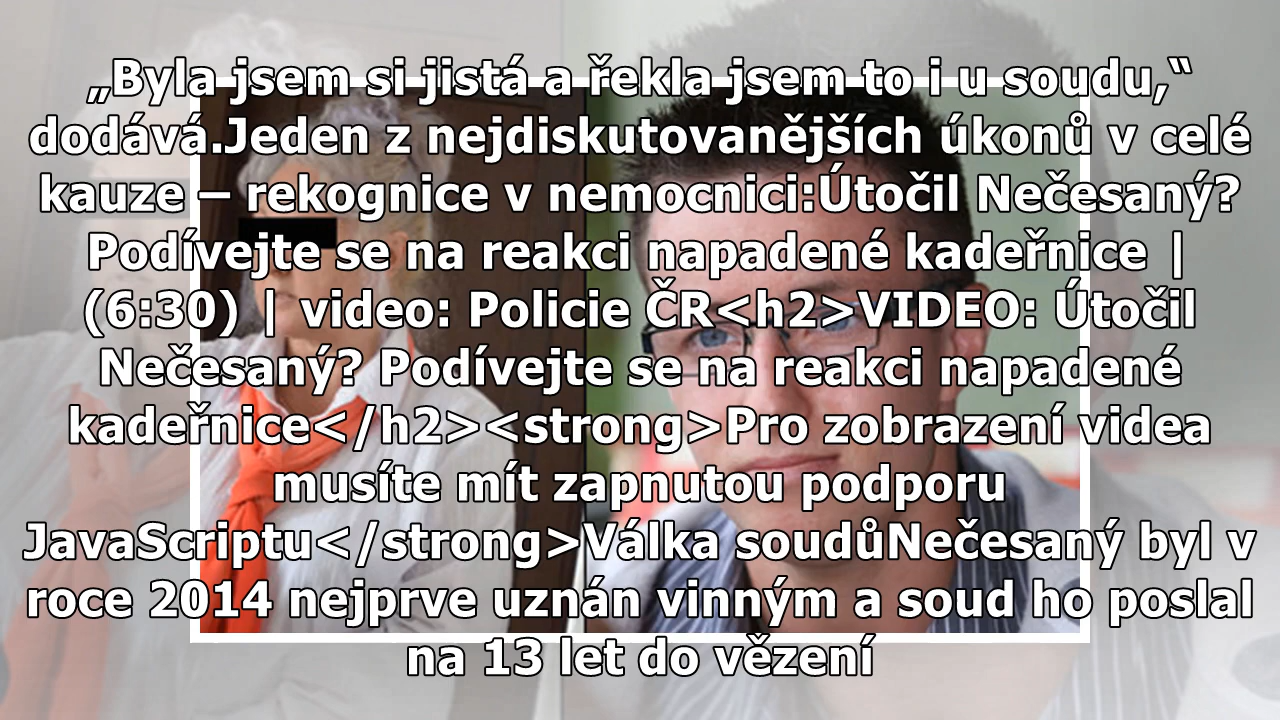 „Byla jsem si jistá a řekla jsem to i u soudu,“
dodává.Jeden z nejdiskutovanějších úkonů v celé
kauze – rekognice v nemocnici:Útočil Nečesaný?
Podívejte se na reakci napadené kadeřnice |
(6:30) | video: Policie ČR<h2>VIDEO: Útočil
Nečesaný? Podívejte se na reakci napadené
kadeřnice</h2><strong>Pro zobrazení videa
musíte mít zapnutou podporu
JavaScriptu</strong>Válka soudůNečesaný byl v
roce 2014 nejprve uznán vinným a soud ho poslal
na 13 let do vězení